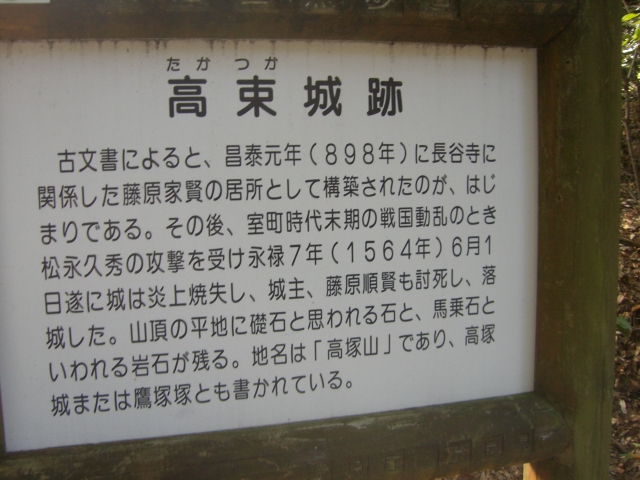 たか つか
高束城跡
古文書によると、昌泰元年（８９８年）に長谷寺に
関係した藤原家賢の居所として構築されたのが、はじ
まりである。その後、室町時代末期の戦国動乱のとき
松永久秀の攻撃を受け永禄７年（１５６４年）６月１
日遂に城は炎上焼失し、城主、藤原順賢も討死し、落
城した。山頂の平地に礎石と思われる石と、馬乗石と
いわれる岩石が残る。地名は「高塚山」であり、高塚
城または鷹塚塚とも書かれている。